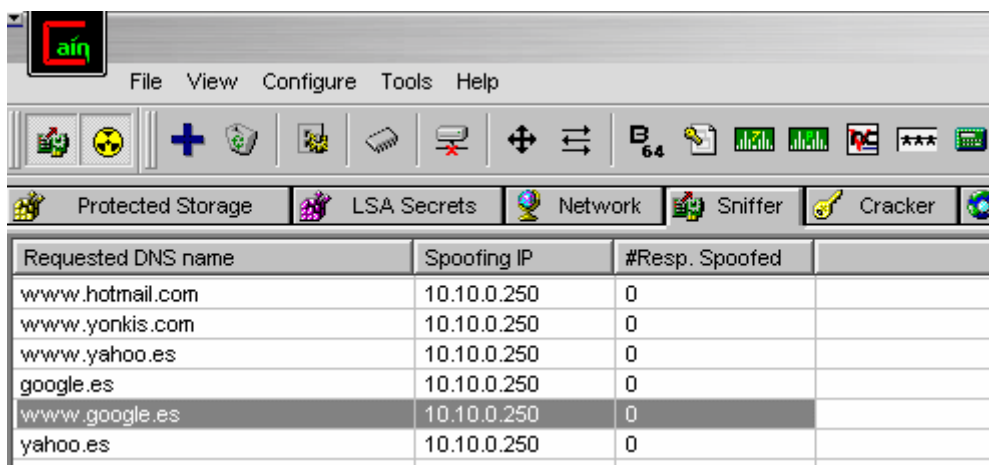 Cain
File View Configure Tools Help
B 64
***
Protected Storage LSA Secrets Network Sniffer Cracker
Requested DNS name Spoofing IP #Resp. Spoofed
www.hotmail.com 10.10.0.250 0
www.yonkis.com 10.10.0.250 0
www.yahoo.es 10.10.0.250 0
google.es 10.10.0.250 0
www.google.es 10.10.0.250 0
yahoo.es 10.10.0.250 0